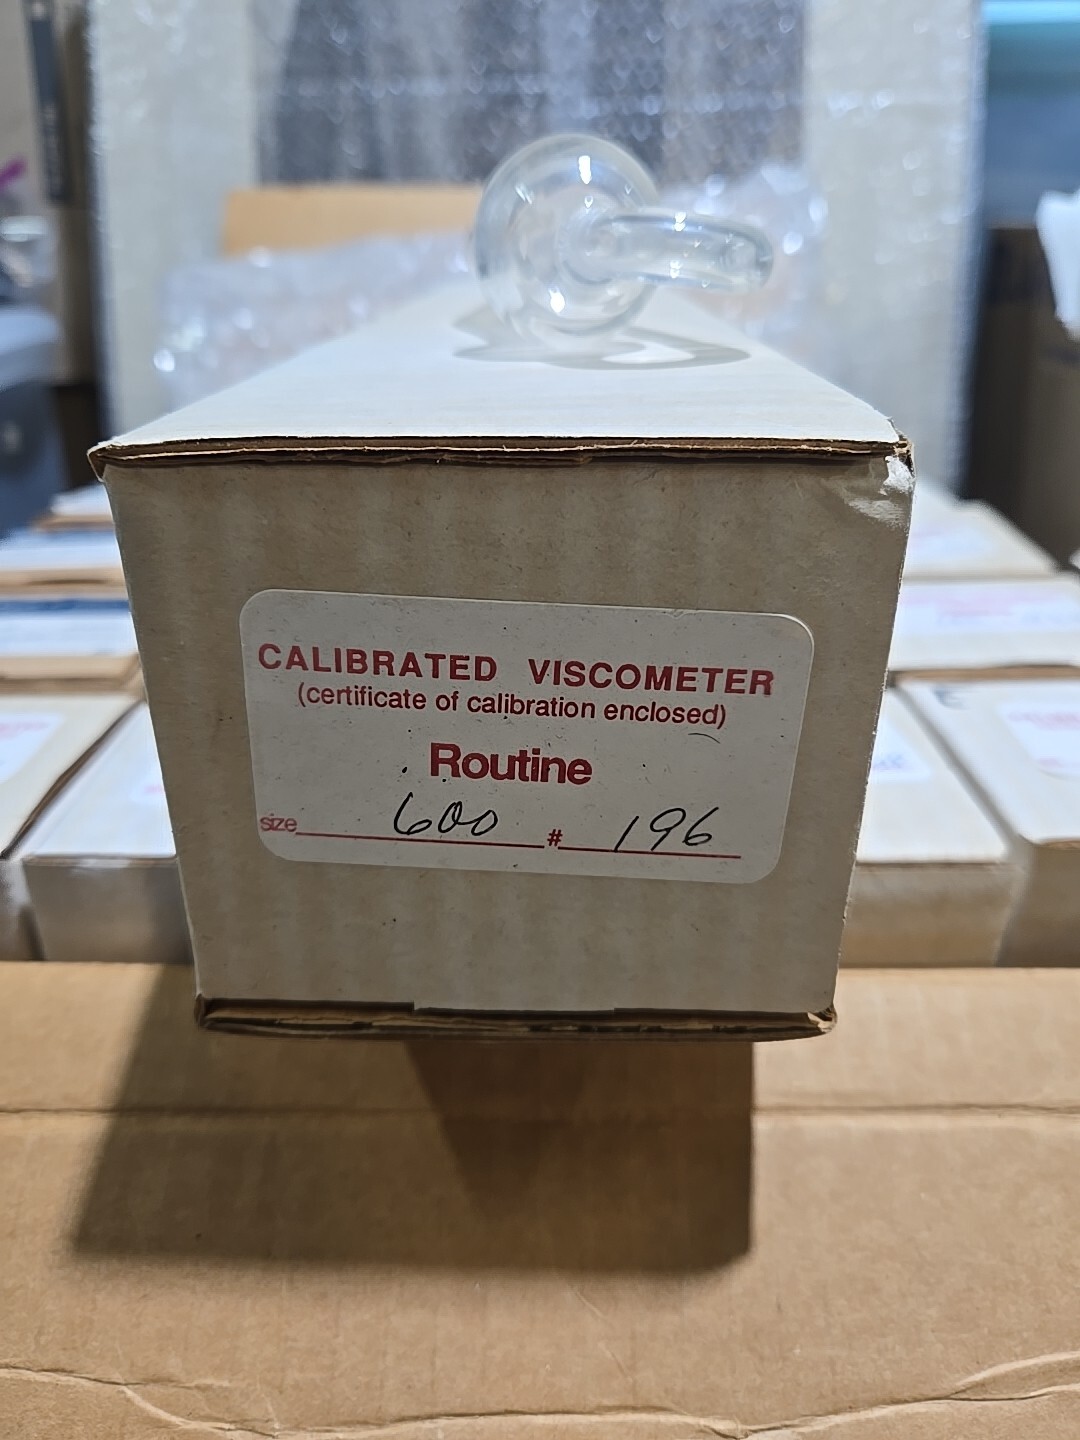 CALIBRATED VISCOMETER
(certificate of calibration enclosed)
Routine
size 600 # 196